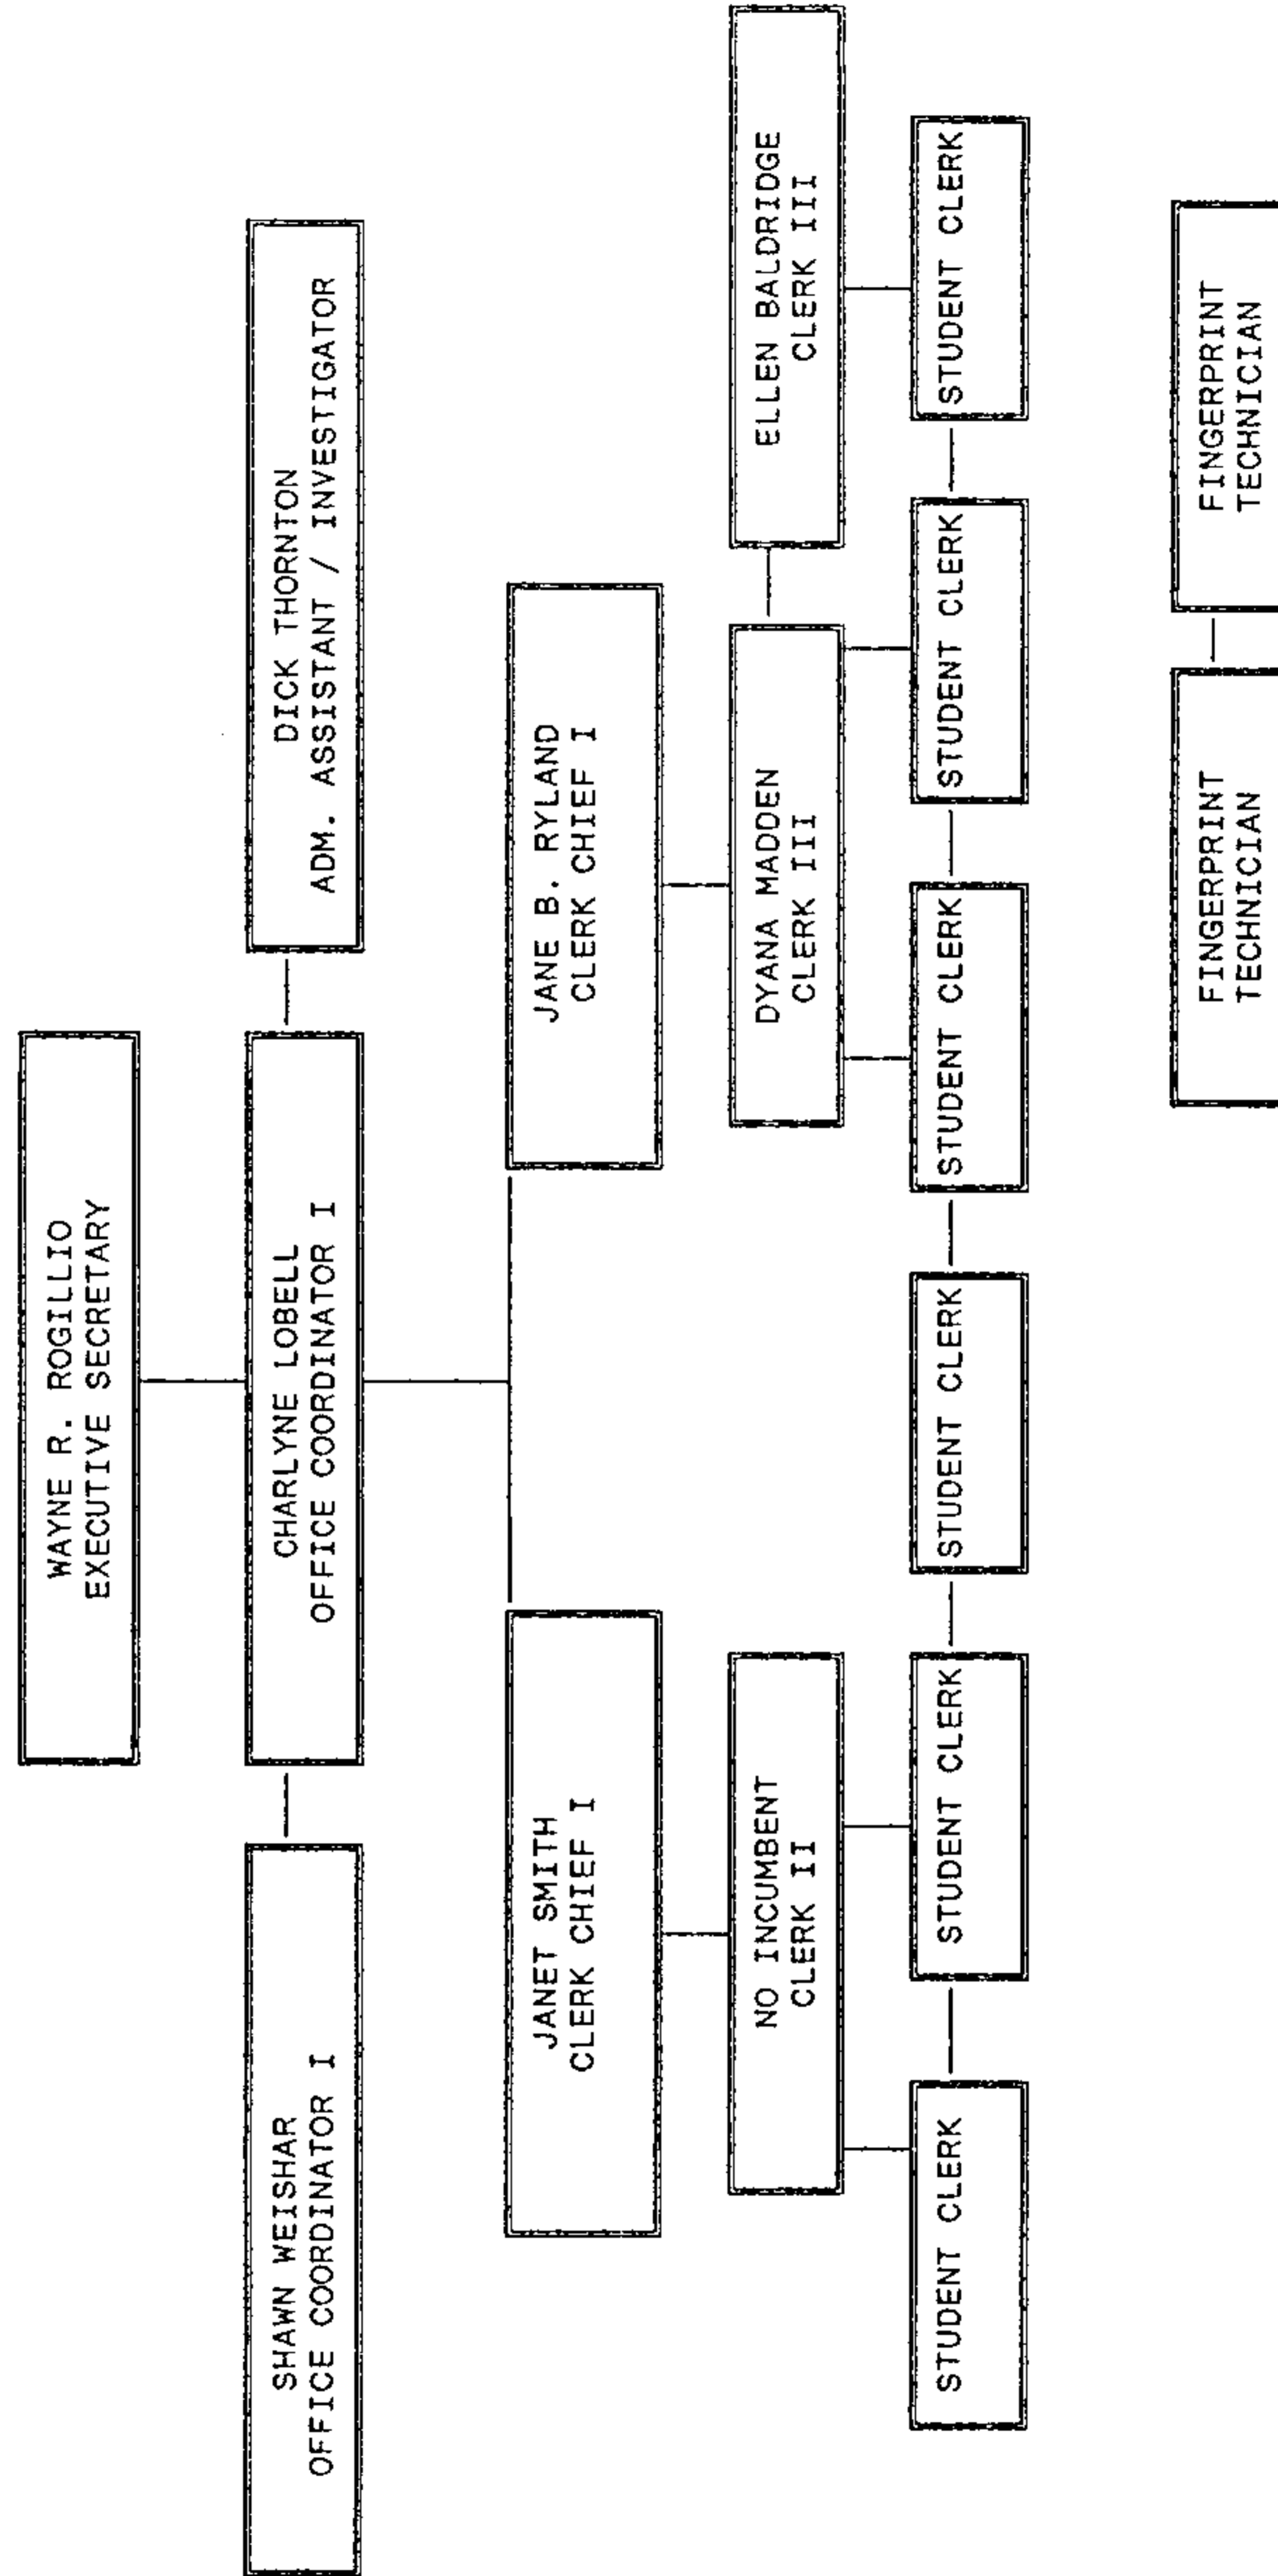 WAYNE R. ROGILLIO
EXECUTIVE SECRETARY
SHAWN WEISHAR
OFFICE COORDINATOR I
CHARLYNE LOBELL
OFFICE COORDINATOR I
DICK THORNTON
ADM. ASSISTANT / INVESTIGATOR
JANET SMITH
CLERK CHIEF I
JANE B. RYLAND
CLERK CHIEF I
NO INCUMBENT
CLERK II
DYANA MADDEN
CLERK III
ELLEN BALDRIDGE
CLERK III
STUDENT CLERK
STUDENT CLERK
STUDENT CLERK
STUDENT CLERK
STUDENT CLERK
STUDENT CLERK
FINGERPRINT
TECHNICIAN
FINGERPRINT
TECHNICIAN